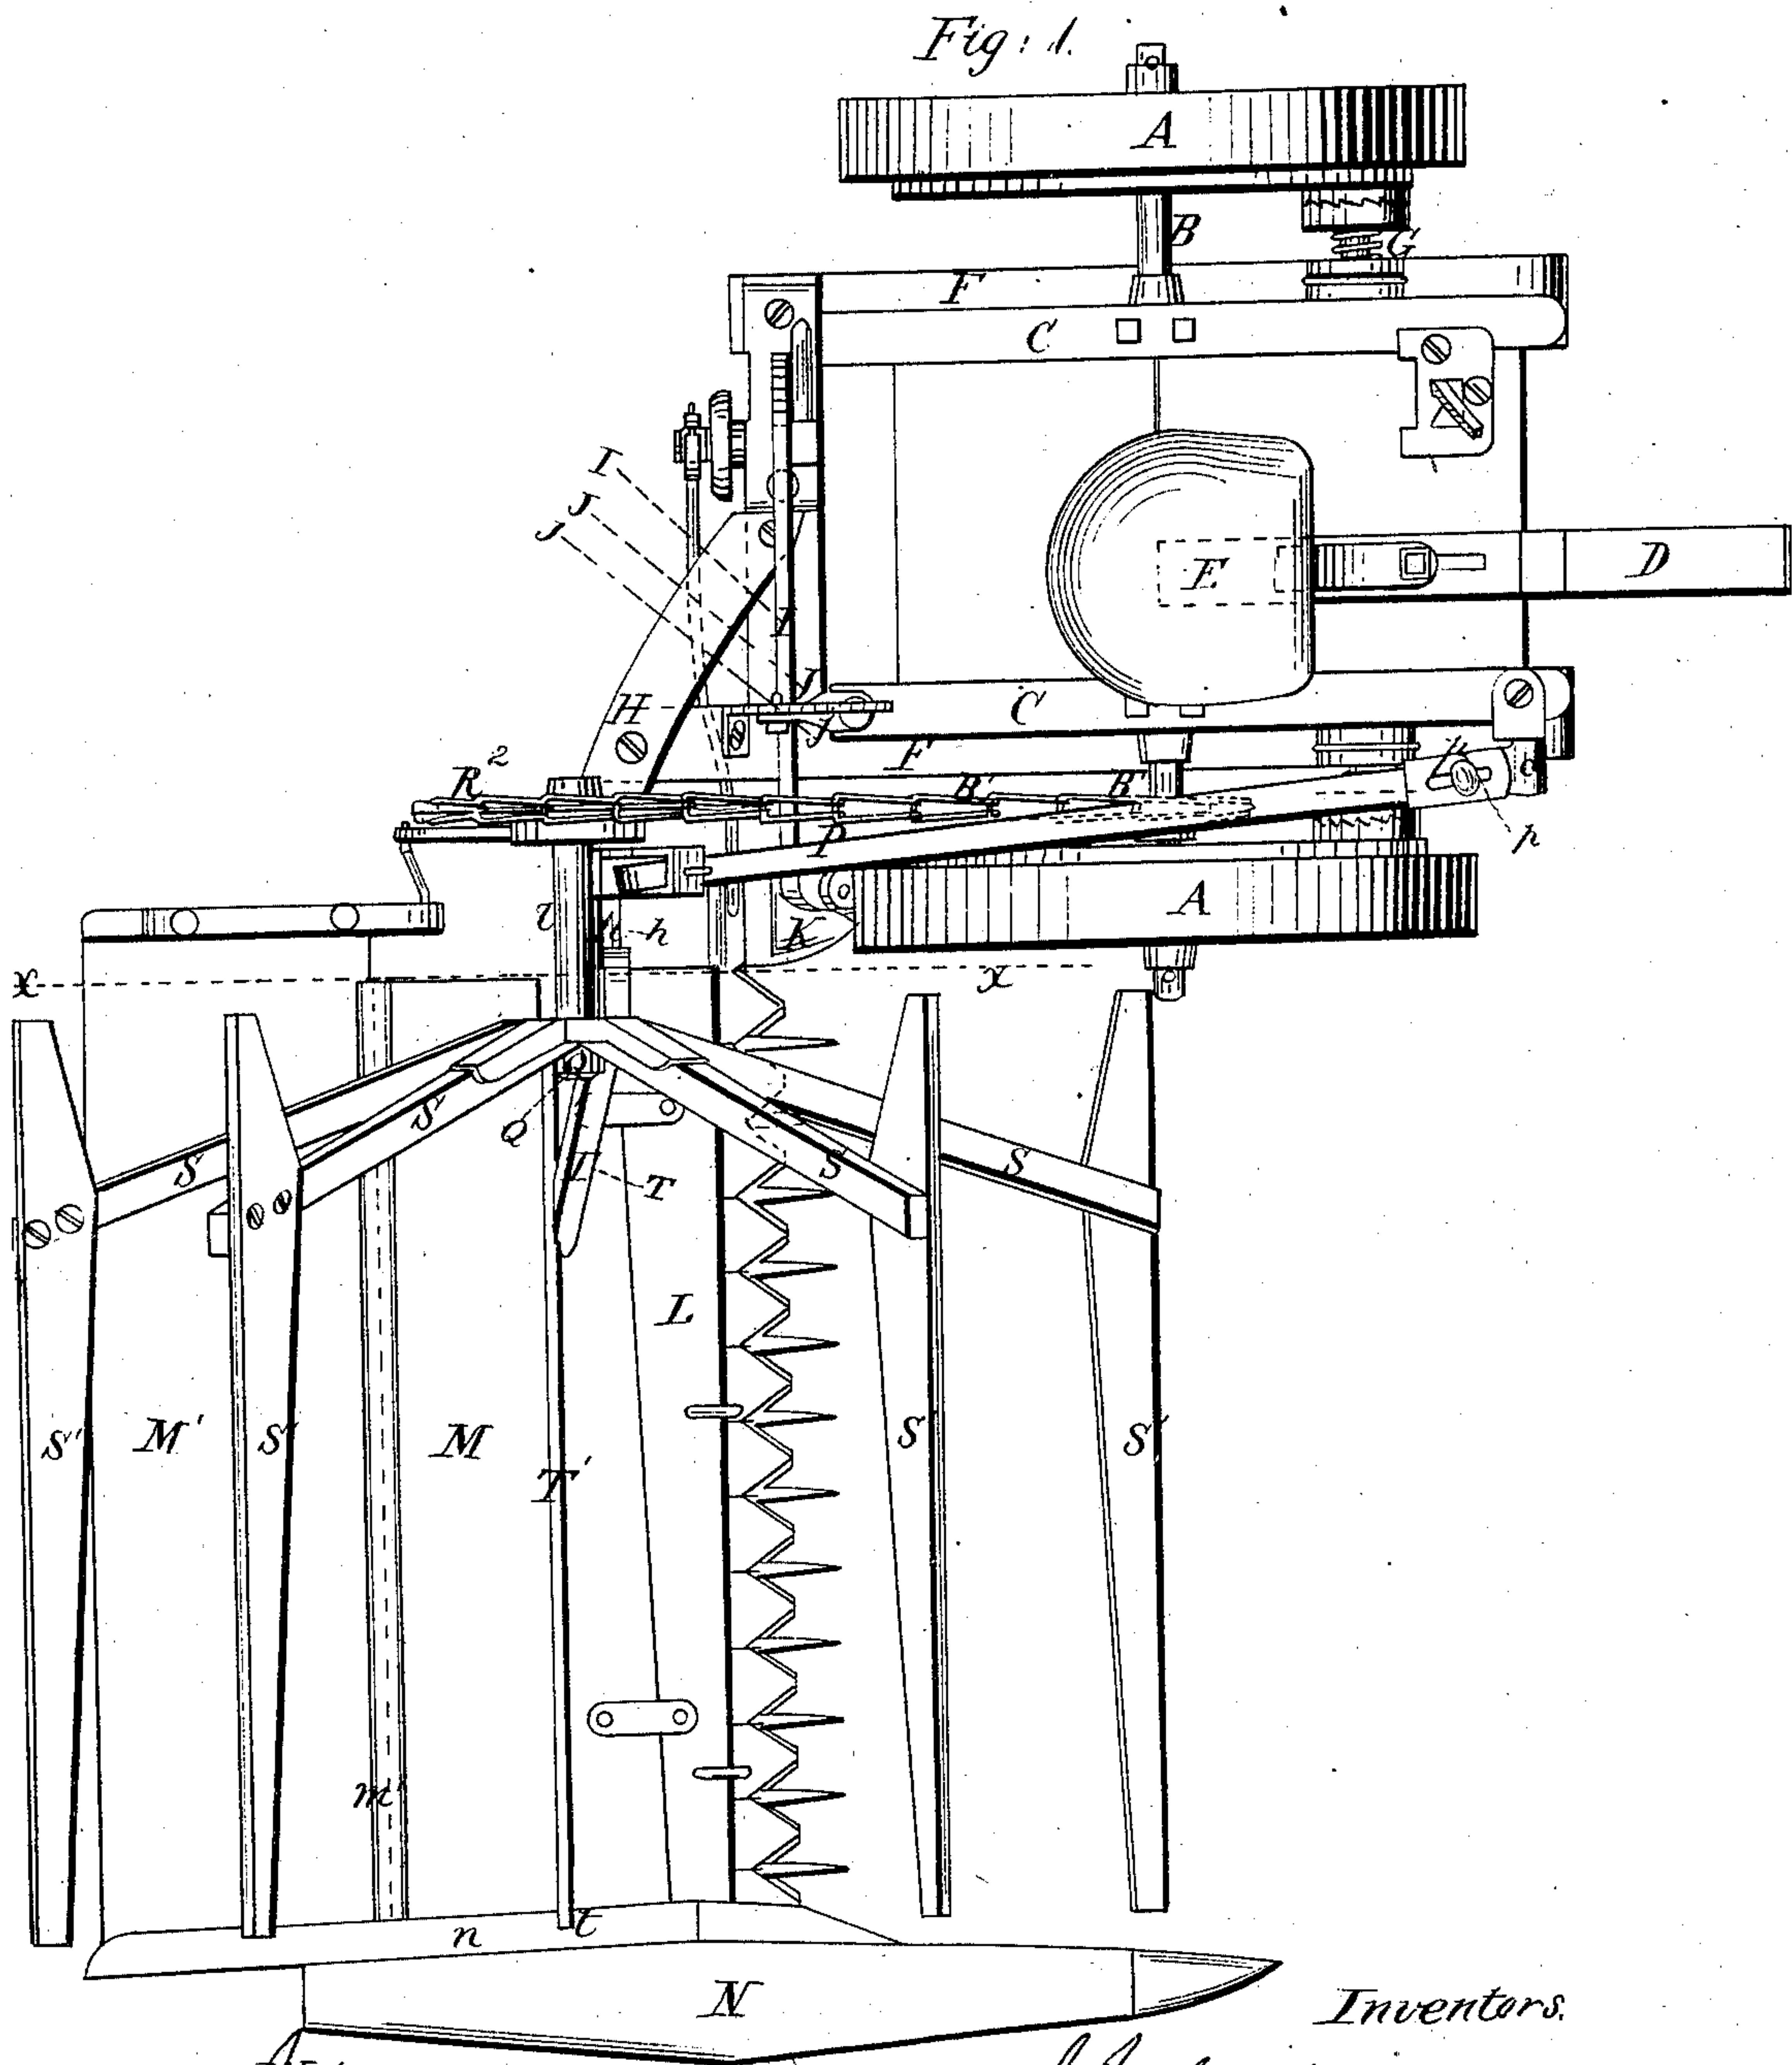 Fig: 1.
A
B
G
F
C
I
J
J
E
D
I
J
H
C
J
F
R²
B'
B'
h
P
p
A
l
h
K
x
x
Q
S
S
Q
T
T
S
S
L
S'
M'
S'
M
S'
S'
T'
m'
t
n
N
Inventors.